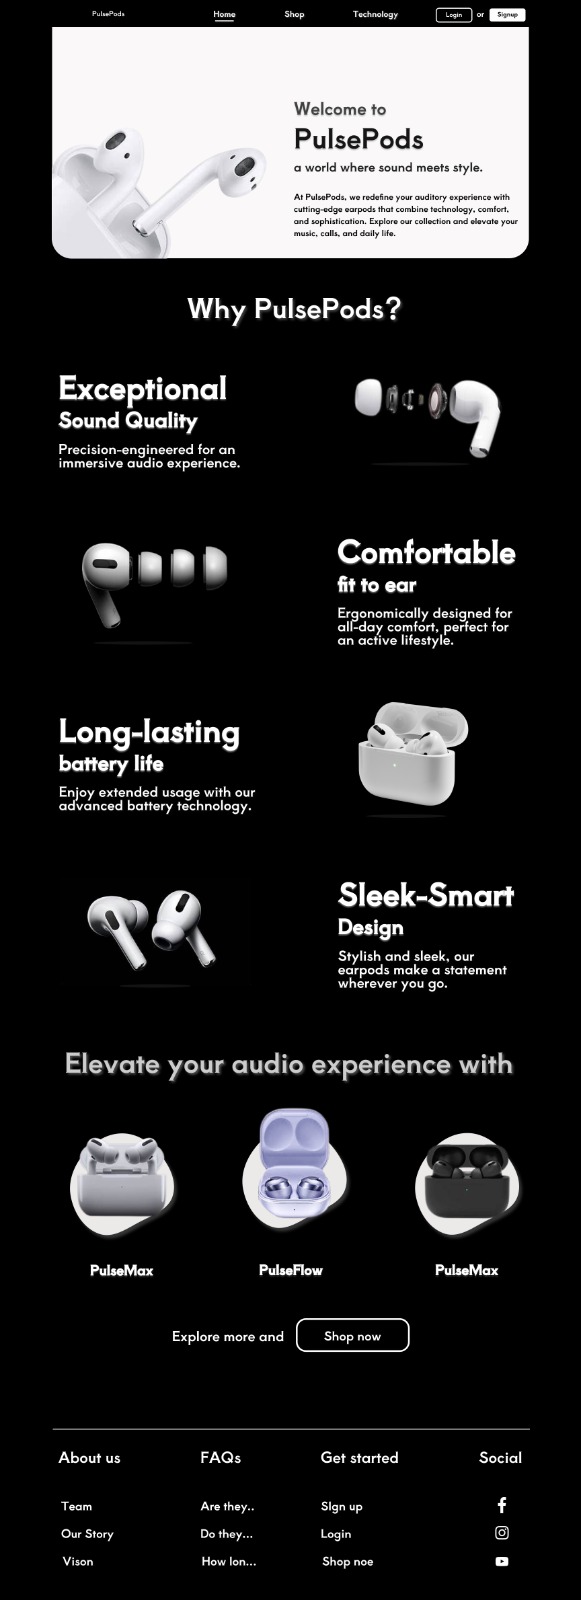 PulsePods
Home
Shop
Technology
Login
or
Signup
Welcome to
PulsePods
a world where sound meets style.
At PulsePods, we redefine your auditory experience with
cutting-edge earpods that combine technology, comfort,
and sophistication. Explore our collection and elevate your
music, calls, and daily life.
Why PulsePods?
Exceptional
Sound Quality
Precision-engineered for an
immersive audio experience.
Comfortable
fit to ear
Ergonomically designed for
all-day comfort, perfect for
an active lifestyle.
Long-lasting
battery life
Enjoy extended usage with our
advanced battery technology.
Sleek-Smart
Design
Stylish and sleek, our
earpods make a statement
wherever you go.
Elevate your audio experience with
PulseMax
PulseFlow
PulseMax
Explore more and
Shop now
About us
Team
Our Story
Vison
FAQs
Are they..
Do they...
How lon...
Get started
SIgn up
Login
Shop noe
Social